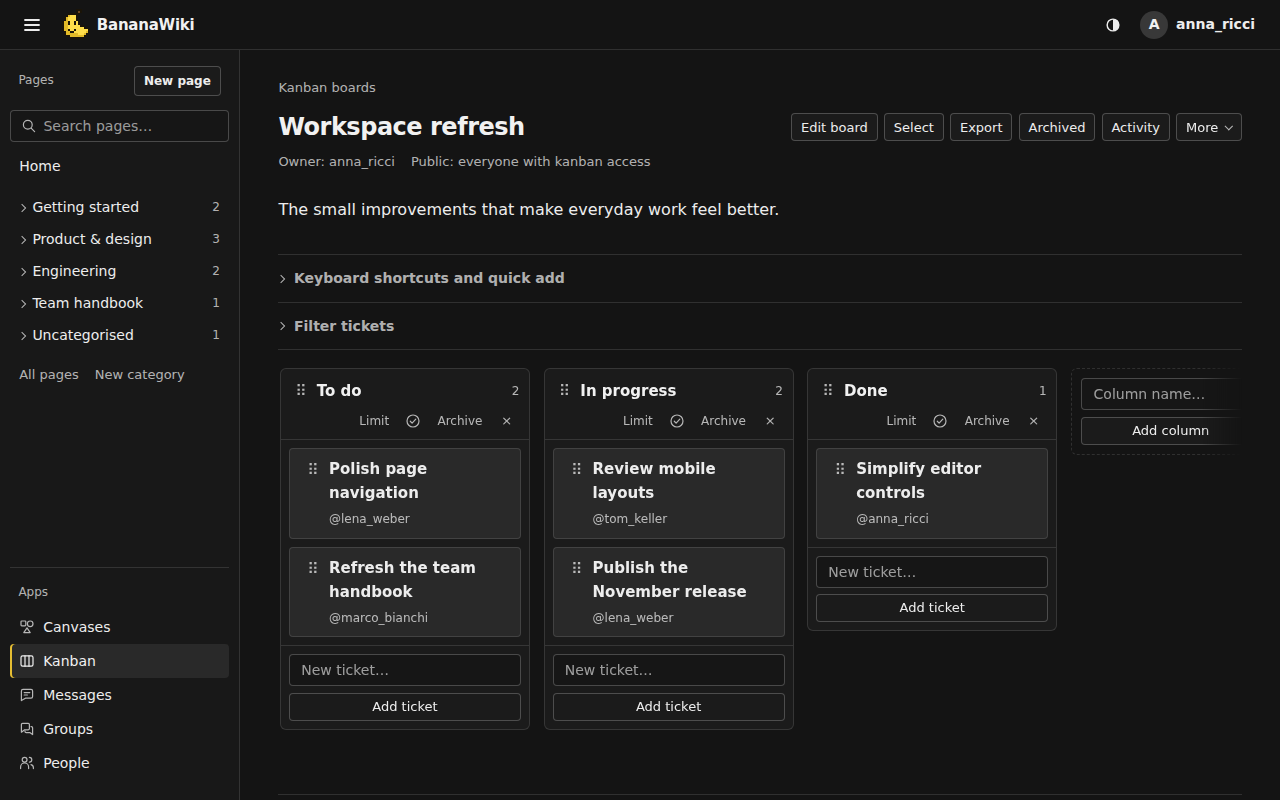 BananaWiki
A anna_ricci
Pages
New page
Search pages…
Home
Getting started 2
Product & design 3
Engineering 2
Team handbook 1
Uncategorised 1
All pages New category
Apps
Canvases
Kanban
Messages
Groups
People
Kanban boards
Workspace refresh
Edit board Select Export Archived Activity More
Owner: anna_ricci Public: everyone with kanban access
The small improvements that make everyday work feel better.
Keyboard shortcuts and quick add
Filter tickets
To do 2
Limit Archive ×
Polish page
navigation
@lena_weber
Refresh the team
handbook
@marco_bianchi
New ticket…
Add ticket
In progress 2
Limit Archive ×
Review mobile
layouts
@tom_keller
Publish the
November release
@lena_weber
New ticket…
Add ticket
Done 1
Limit Archive ×
Simplify editor
controls
@anna_ricci
New ticket…
Add ticket
Column name…
Add column